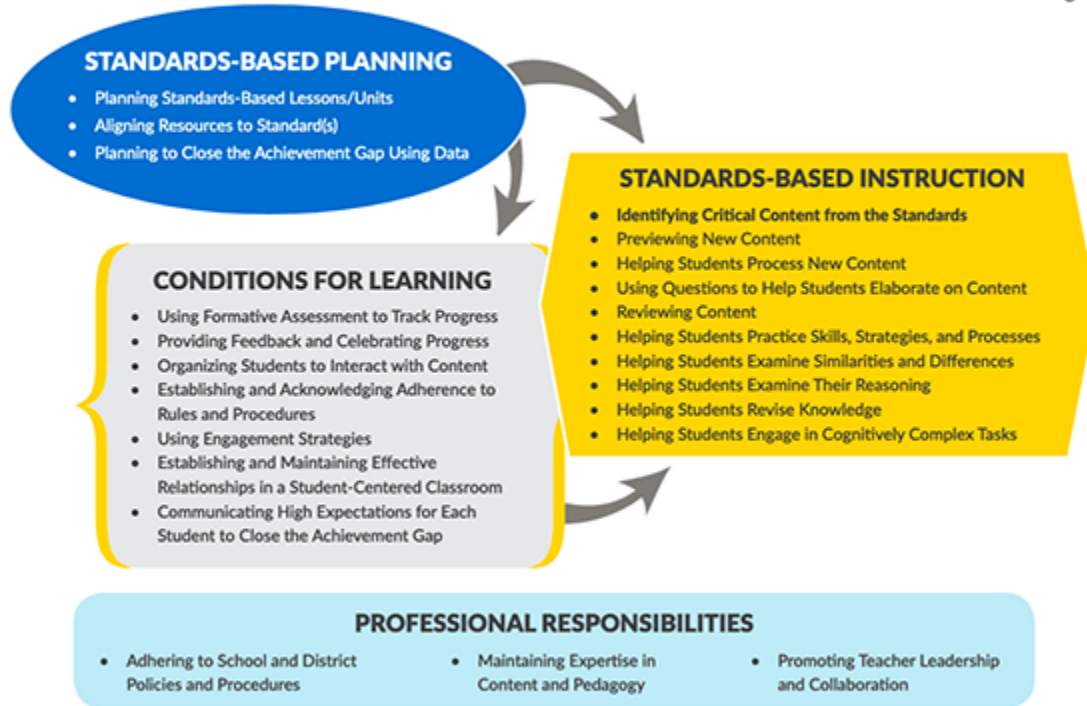 STANDARDS-BASED PLANNING
• Planning Standards-Based Lessons/Units
• Aligning Resources to Standard(s)
• Planning to Close the Achievement Gap Using Data
STANDARDS-BASED INSTRUCTION
• Identifying Critical Content from the Standards
• Previewing New Content
• Helping Students Process New Content
• Using Questions to Help Students Elaborate on Content
• Reviewing Content
• Helping Students Practice Skills, Strategies, and Processes
• Helping Students Examine Similarities and Differences
• Helping Students Examine Their Reasoning
• Helping Students Revise Knowledge
• Helping Students Engage in Cognitively Complex Tasks
CONDITIONS FOR LEARNING
• Using Formative Assessment to Track Progress
• Providing Feedback and Celebrating Progress
• Organizing Students to Interact with Content
• Establishing and Acknowledging Adherence to
Rules and Procedures
• Using Engagement Strategies
• Establishing and Maintaining Effective
Relationships in a Student-Centered Classroom
• Communicating High Expectations for Each
Student to Close the Achievement Gap
PROFESSIONAL RESPONSIBILITIES
• Adhering to School and District
Policies and Procedures
• Maintaining Expertise in
Content and Pedagogy
• Promoting Teacher Leadership
and Collaboration